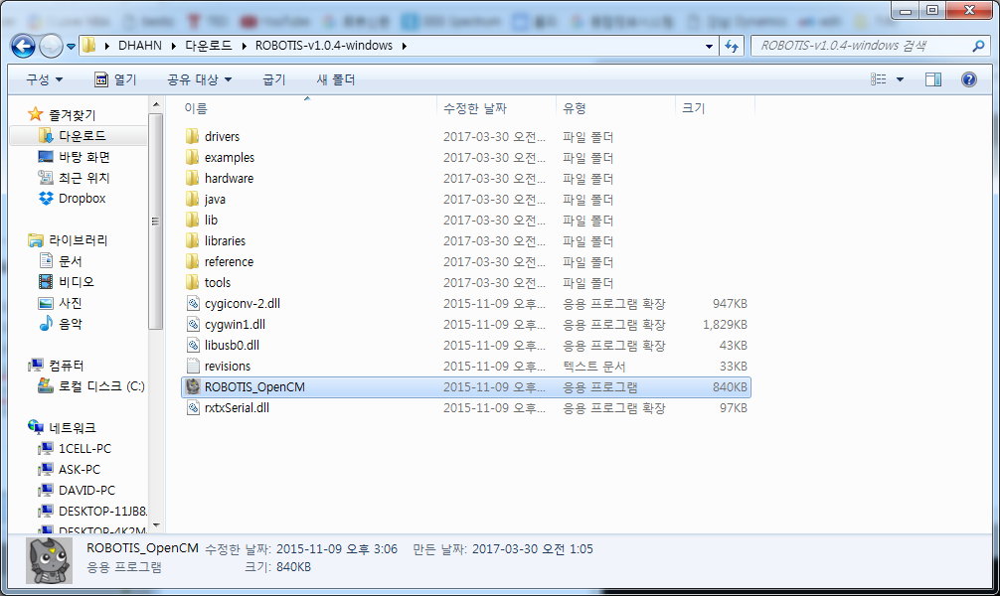 DHAHN ▸ 다운로드 ▸ ROBOTIS-v1.0.4-windows ▸
ROBOTIS-v1.0.4-windows 검색
구성 열기 공유 대상 굽기 새 폴더
즐겨찾기
다운로드
바탕 화면
최근 위치
Dropbox
라이브러리
문서
비디오
사진
음악
컴퓨터
로컬 디스크 (C:)
네트워크
1CELL-PC
ASK-PC
DAVID-PC
DESKTOP-11JB8
DESKTOP-4K2M
이름 수정한 날짜 유형 크기
drivers 2017-03-30 오전... 파일 폴더
examples 2017-03-30 오전... 파일 폴더
hardware 2017-03-30 오전... 파일 폴더
java 2017-03-30 오전... 파일 폴더
lib 2017-03-30 오전... 파일 폴더
libraries 2017-03-30 오전... 파일 폴더
reference 2017-03-30 오전... 파일 폴더
tools 2017-03-30 오전... 파일 폴더
cygiconv-2.dll 2015-11-09 오후... 응용 프로그램 확장 947KB
cygwin1.dll 2015-11-09 오후... 응용 프로그램 확장 1,829KB
libusb0.dll 2015-11-09 오후... 응용 프로그램 확장 43KB
revisions 2015-11-09 오후... 텍스트 문서 33KB
ROBOTIS_OpenCM 2015-11-09 오후... 응용 프로그램 840KB
rxtxSerial.dll 2015-11-09 오후... 응용 프로그램 확장 97KB
ROBOTIS_OpenCM 수정한 날짜: 2015-11-09 오후 3:06 만든 날짜: 2017-03-30 오전 1:05
응용 프로그램 크기: 840KB